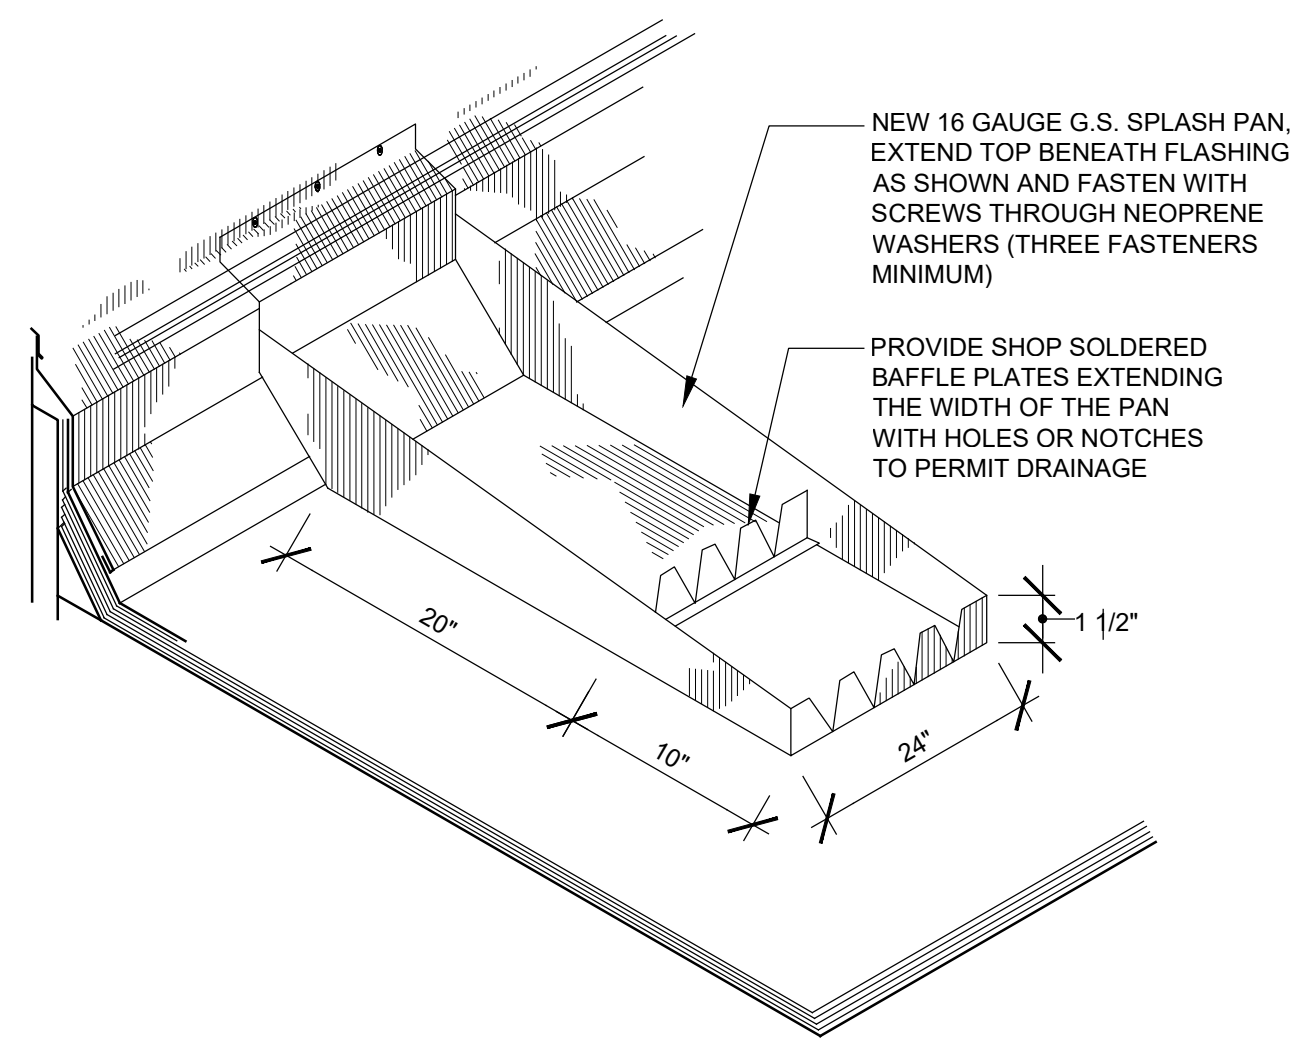 NEW 16 GAUGE G.S. SPLASH PAN,
EXTEND TOP BENEATH FLASHING
AS SHOWN AND FASTEN WITH
SCREWS THROUGH NEOPRENE
WASHERS (THREE FASTENERS
MINIMUM)
PROVIDE SHOP SOLDERED
BAFFLE PLATES EXTENDING
THE WIDTH OF THE PAN
WITH HOLES OR NOTCHES
TO PERMIT DRAINAGE
1 1/2"
20"
10"
24"